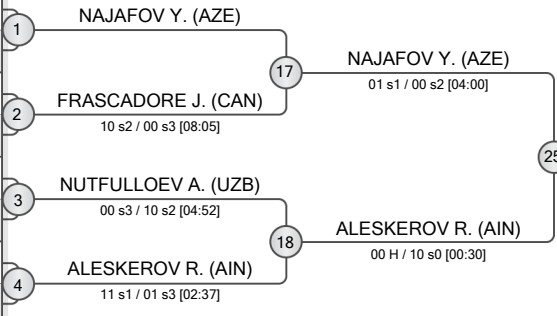 1
NAJAFOV Y. (AZE)
17
NAJAFOV Y. (AZE)
01 s1 / 00 s2 [04:00]
2
FRASCADORE J. (CAN)
10 s2 / 00 s3 [08:05]
25
3
NUTFULLOEV A. (UZB)
00 s3 / 10 s2 [04:52]
18
ALESKEROV R. (AIN)
00 H / 10 s0 [00:30]
4
ALESKEROV R. (AIN)
11 s1 / 01 s3 [02:37]